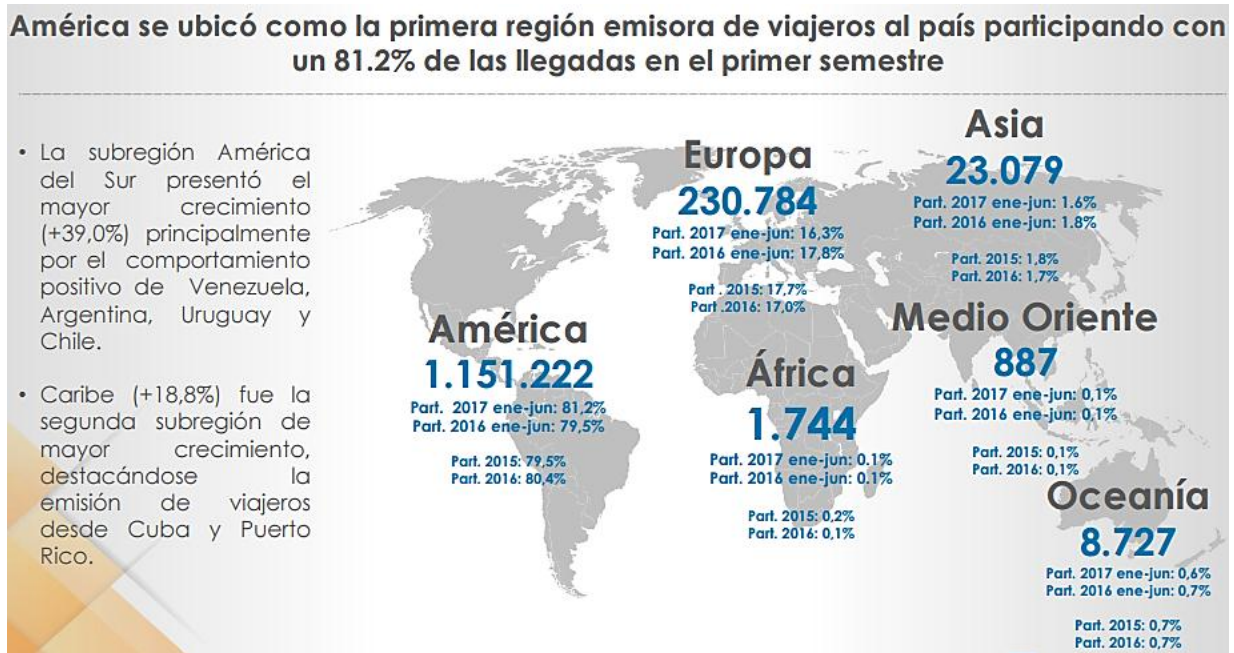 América se ubicó como la primera región emisora de viajeros al país participando con
un 81.2% de las llegadas en el primer semestre
• La subregión América
del Sur presentó el
mayor crecimiento
(+39,0%) principalmente
por el comportamiento
positivo de Venezuela,
Argentina, Uruguay y
Chile.
• Caribe (+18,8%) fue la
segunda subregión de
mayor crecimiento,
destacándose la
emisión de viajeros
desde Cuba y Puerto
Rico.
América
1.151.222
Part. 2017 ene-jun: 81,2%
Part. 2016 ene-jun: 79,5%
Part. 2015: 79,5%
Part. 2016: 80,4%
Europa
230.784
Part. 2017 ene-jun: 16,3%
Part. 2016 ene-jun: 17,8%
Part . 2015: 17,7%
Part .2016: 17,0%
Asia
23.079
Part. 2017 ene-jun: 1.6%
Part. 2016 ene-jun: 1.8%
Part. 2015: 1,8%
Part. 2016: 1,7%
África
1.744
Part. 2017 ene-jun: 0.1%
Part. 2016 ene-jun: 0.1%
Part. 2015: 0,2%
Part. 2016: 0,1%
Medio Oriente
887
Part. 2017 ene-jun: 0,1%
Part. 2016 ene-jun: 0,1%
Part. 2015: 0,1%
Part. 2016: 0,1%
Oceanía
8.727
Part. 2017 ene-jun: 0,6%
Part. 2016 ene-jun: 0,7%
Part. 2015: 0,7%
Part. 2016: 0,7%